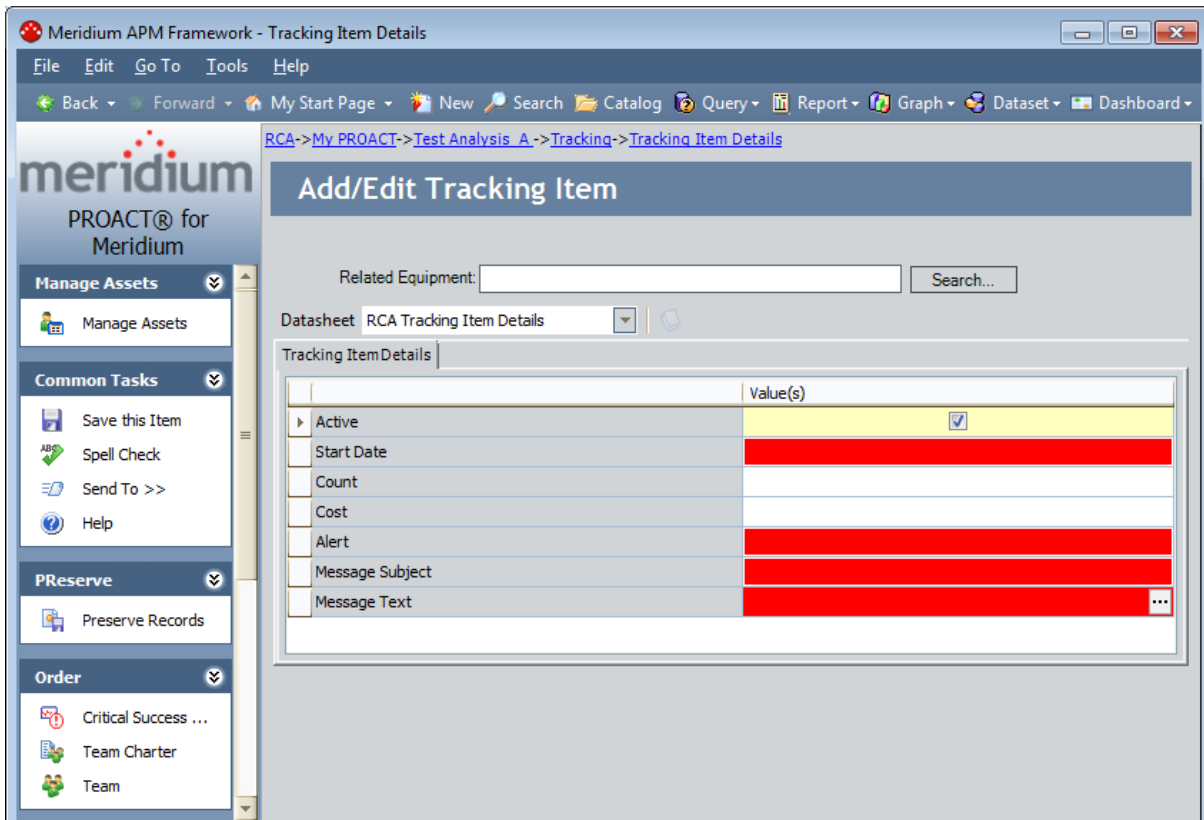 Meridium APM Framework - Tracking Item Details
File Edit Go To Tools Help
Back Forward My Start Page New Search Catalog Query Report Graph Dataset Dashboard
RCA->My PROACT->Test Analysis A ->Tracking->Tracking Item Details
meridium
PROACT® for
Meridium
Add/Edit Tracking Item
Related Equipment:
Search...
Datasheet RCA Tracking Item Details
Tracking Item Details
Value(s)
Active
Start Date
Count
Cost
Alert
Message Subject
Message Text
...
Manage Assets
Manage Assets
Common Tasks
Save this Item
ABC
Spell Check
Send To >>
Help
PReserve
Preserve Records
Order
Critical Success ...
Team Charter
Team